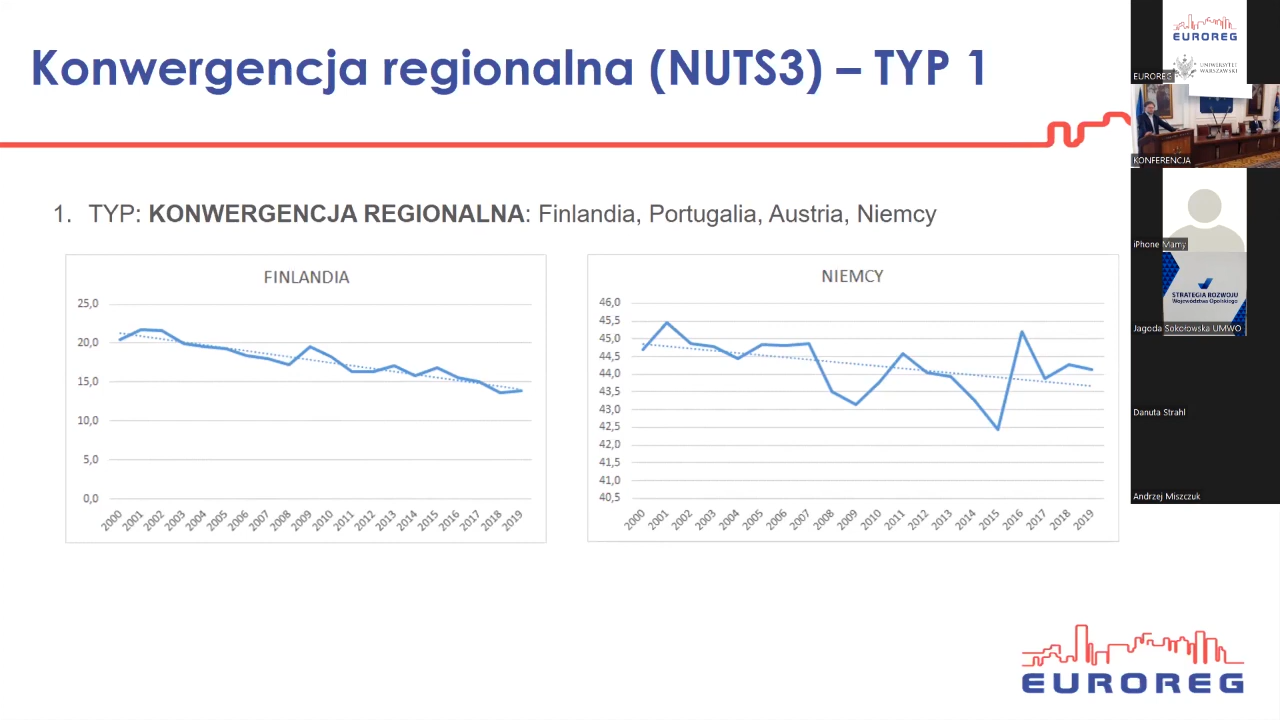 Konwergencja regionalna (NUTS3) – TYP 1
1. TYP: KONWERGENCJA REGIONALNA: Finlandia, Portugalia, Austria, Niemcy
FINLANDIA
25,0
20,0
15,0
10,0
5,0
0,0
2000 2001 2002 2003 2004 2005 2006 2007 2008 2009 2010 2011 2012 2013 2014 2015 2016 2017 2018 2019
NIEMCY
46,0
45,5
45,0
44,5
44,0
43,5
43,0
42,5
42,0
41,5
41,0
40,5
2000 2001 2002 2003 2004 2005 2006 2007 2008 2009 2010 2011 2012 2013 2014 2015 2016 2017 2018 2019
EUROREG
EUROREG
UNIWERSYTET
WARSZAWSKI
EUROREG
KONFERENCJA
iPhone Mamy
STRATEGIA ROZWOJU
Województwa Opolskiego
Jagoda Sokorowska UMWO
Danuta Strahl
Andrzej Miszczuk